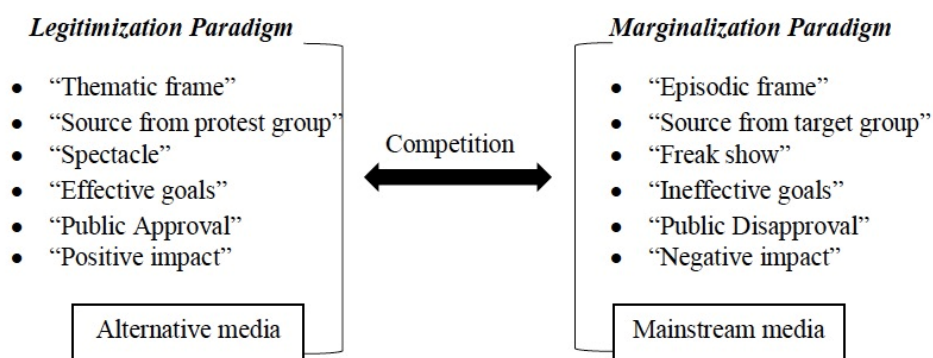 Legitimization Paradigm
• “Thematic frame”
• “Source from protest group”
• “Spectacle”
• “Effective goals”
• “Public Approval”
• “Positive impact”
Alternative media
Competition
Marginalization Paradigm
• “Episodic frame”
• “Source from target group”
• “Freak show”
• “Ineffective goals”
• “Public Disapproval”
• “Negative impact”
Mainstream media